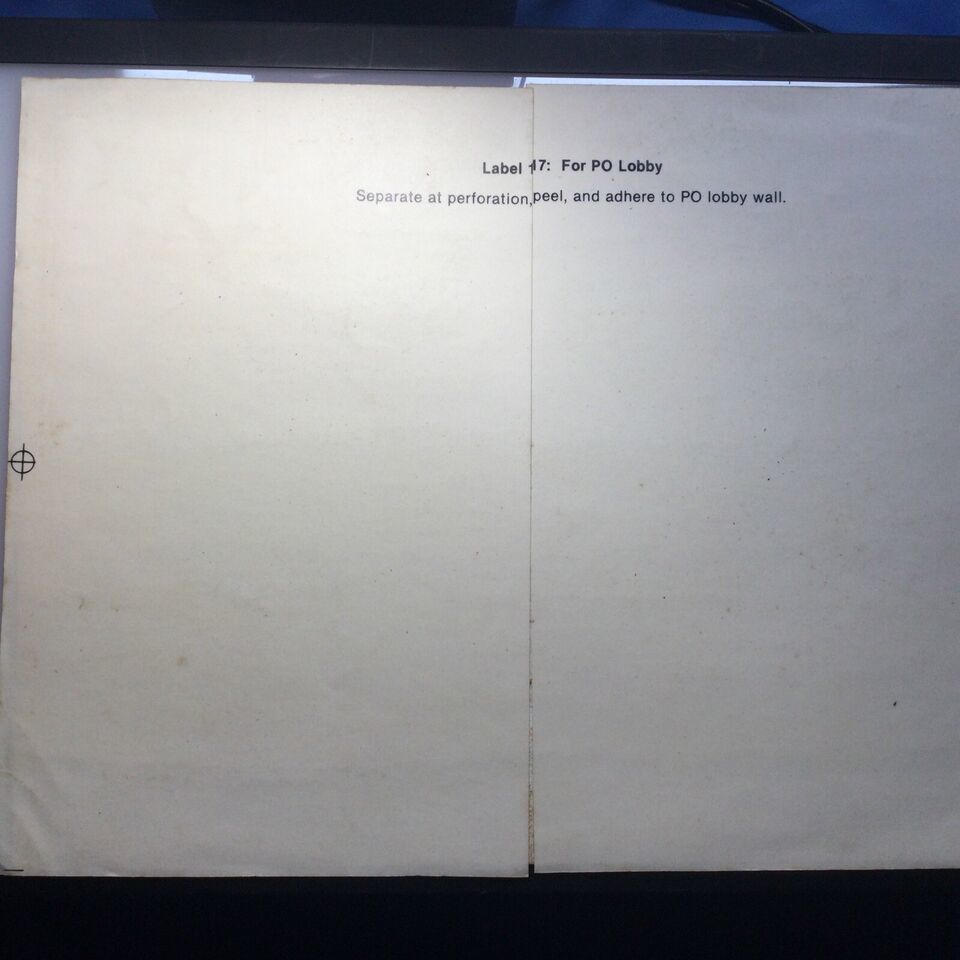 Label 17: For PO Lobby
Separate at perforation, peel, and adhere to PO lobby wall.